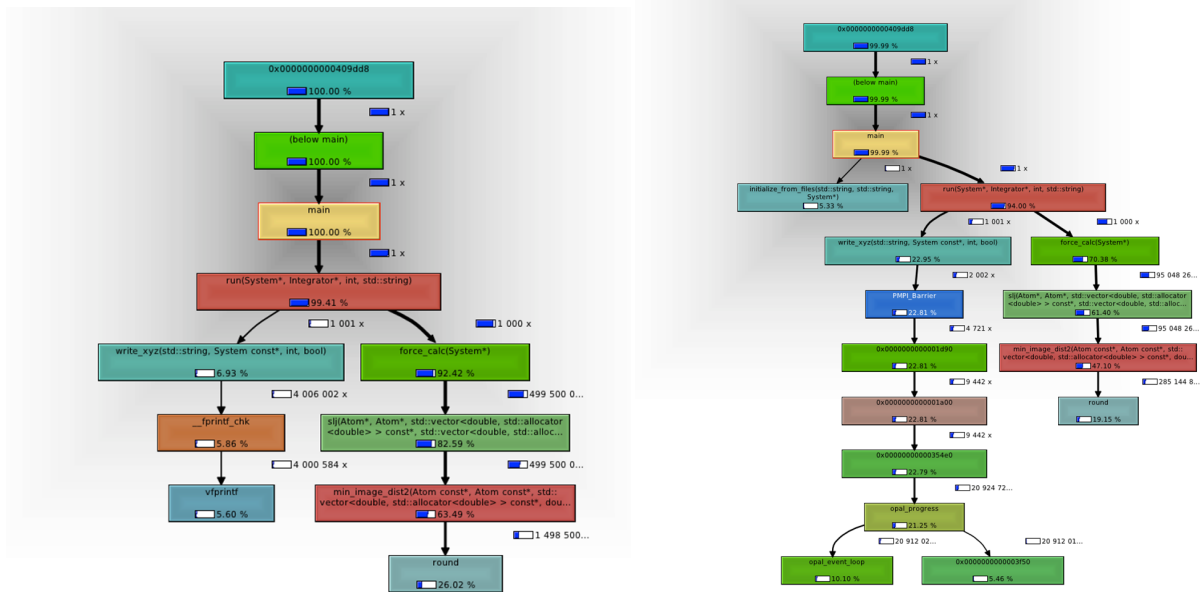 0x0000000000409dd8
100.00 %
1 x
(below main)
100.00 %
1 x
main
100.00 %
1 x
run(System*, Integrator*, int, std::string)
99.41 %
1 001 x
1 000 x
write_xyz(std::string, System const*, int, bool)
6.93 %
force_calc(System*)
92.42 %
4 006 002 x
499 500 0...
__fprintf_chk
5.86 %
slj(Atom*, Atom*, std::vector<double, std::allocator
<double> > const*, std::vector<double, std::alloc...
82.59 %
4 000 584 x
499 500 0...
vfprintf
5.60 %
min_image_dist2(Atom const*, Atom const*, std::
vector<double, std::allocator<double> > const*, dou...
63.49 %
1 498 500...
round
26.02 %
0x0000000000409dd8
99.99 %
1 x
(below main)
99.99 %
1 x
main
99.99 %
1 x
1 x
initialize_from_files(std::string, std::string,
System*)
5.33 %
run(System*, Integrator*, int, std::string)
94.00 %
1 001 x
1 000 x
write_xyz(std::string, System const*, int, bool)
22.95 %
force_calc(System*)
70.38 %
2 002 x
95 048 26...
PMPI_Barrier
22.81 %
slj(Atom*, Atom*, std::vector<double, std::allocator
<double> > const*, std::vector<double, std::alloc...
61.40 %
4 721 x
95 048 26...
0x0000000000001d90
22.81 %
min_image_dist2(Atom const*, Atom const*, std::
vector<double, std::allocator<double> > const*, dou...
47.10 %
9 442 x
285 144 8...
0x0000000000001a00
22.81 %
round
19.15 %
9 442 x
0x00000000000354e0
22.79 %
20 924 72...
opal_progress
21.25 %
20 912 02...
20 912 01...
opal_event_loop
10.10 %
0x0000000000003f50
5.46 %